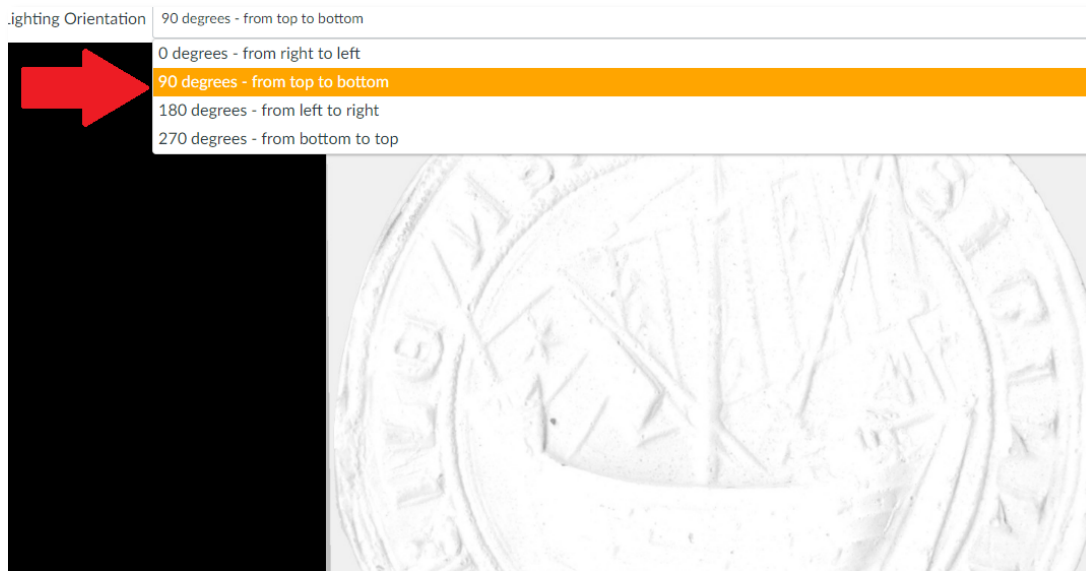 ighting Orientation 90 degrees - from top to bottom
0 degrees - from right to left
90 degrees - from top to bottom
180 degrees - from left to right
270 degrees - from bottom to top